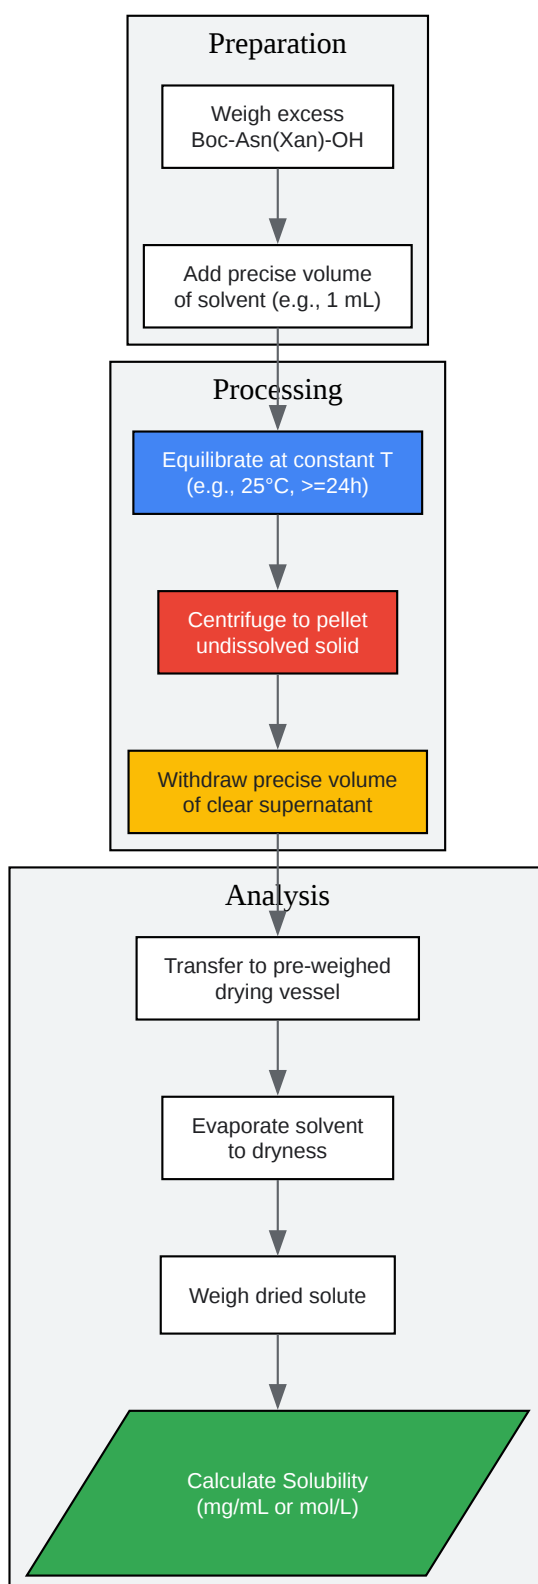 Preparation
Weigh excess
Boc-Asn(Xan)-OH
Add precise volume
of solvent (e.g., 1 mL)
Processing
Equilibrate at constant T
(e.g., 25°C, >=24h)
Centrifuge to pellet
undissolved solid
Withdraw precise volume
of clear supernatant
Analysis
Transfer to pre-weighed
drying vessel
Evaporate solvent
to dryness
Weigh dried solute
Calculate Solubility
(mg/mL or mol/L)